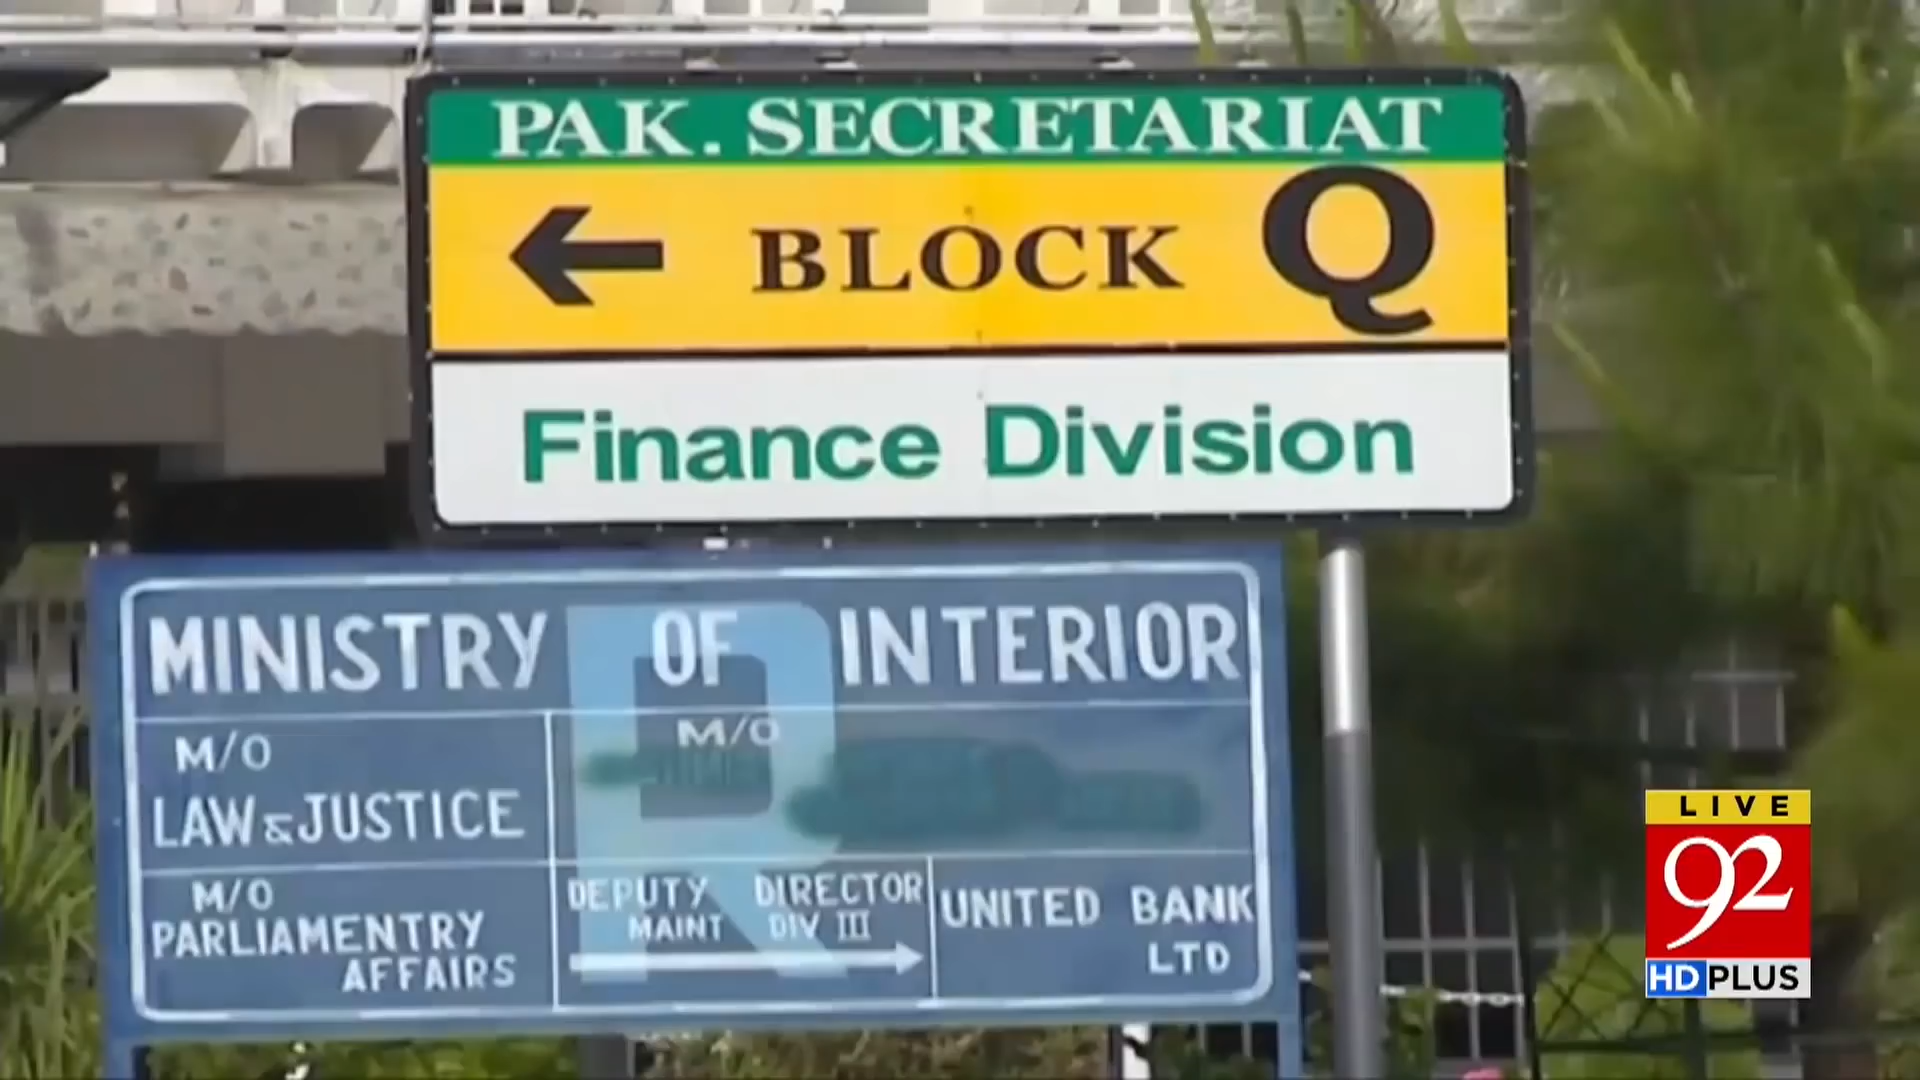 PAK. SECRETARIAT
← BLOCK Q
Finance Division
MINISTRY OF INTERIOR
R
M/O
LAW & JUSTICE
M/O
M/O
PARLIAMENTRY
AFFAIRS
DEPUTY DIRECTOR
MAINT DIV III
UNITED BANK
LTD
LIVE
92
HD PLUS